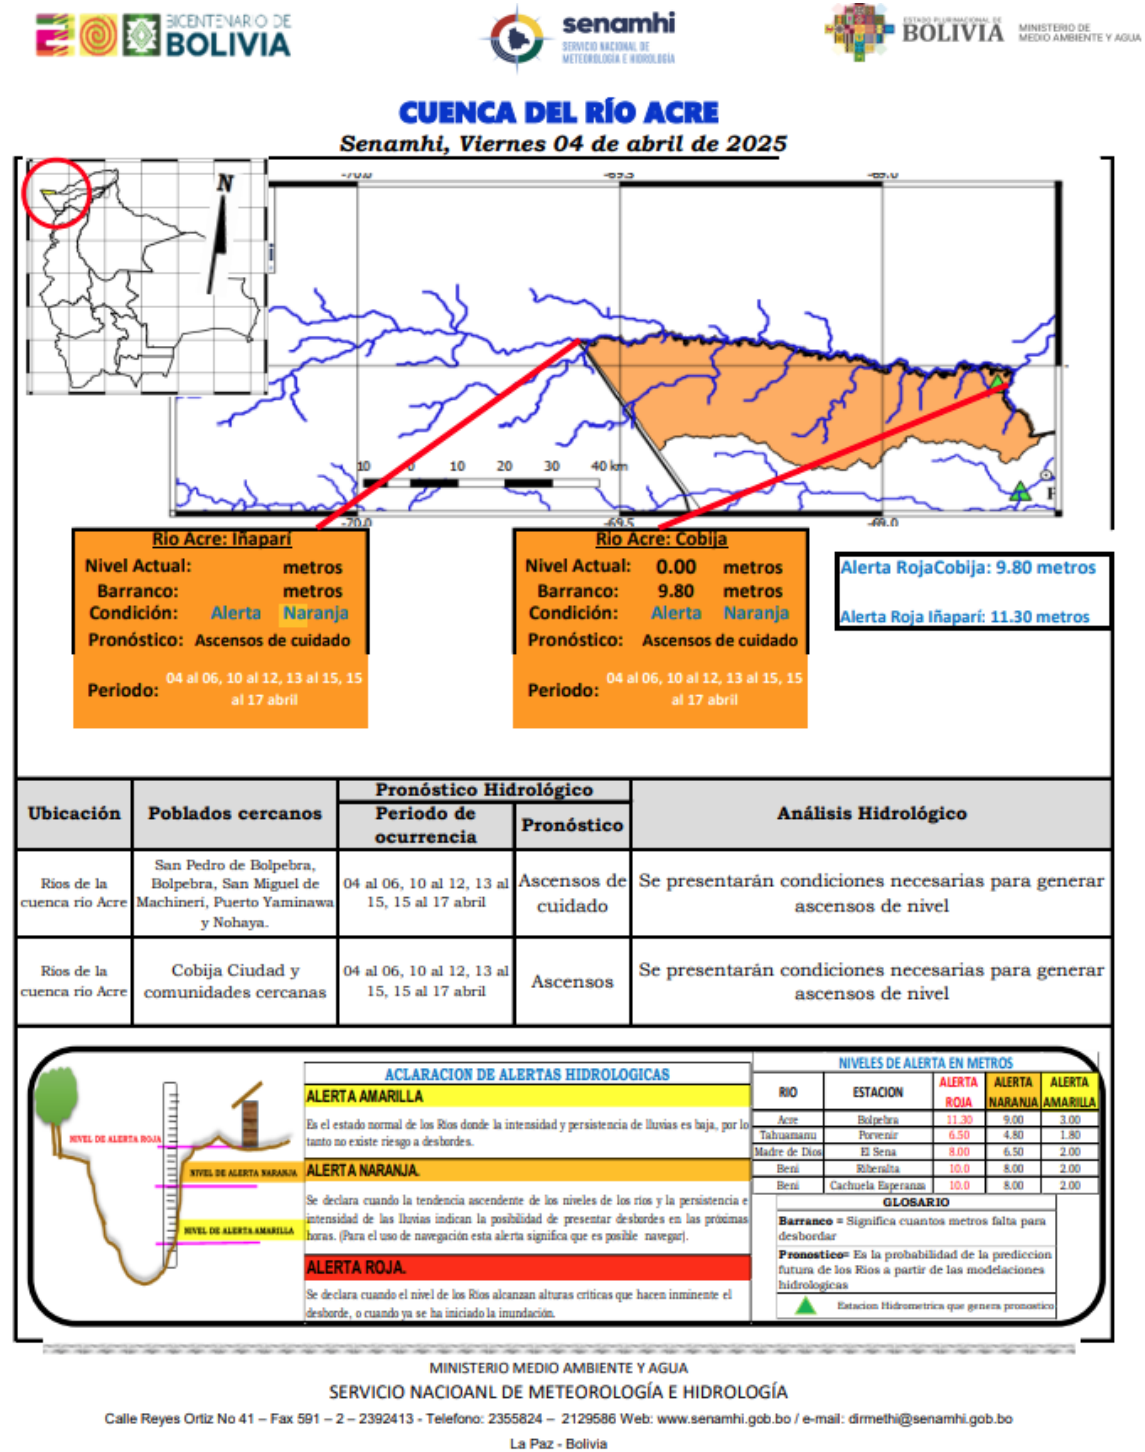 BICENTENARIO DE
BOLIVIA
senamhi
SERVICIO NACIONAL DE
METEOROLOGÍA E HIDROLOGÍA
ESTADO PLURINACIONAL DE
BOLIVIA
MINISTERIO DE
MEDIO AMBIENTE Y AGUA
CUENCA DEL RÍO ACRE
Senamhi, Viernes 04 de abril de 2025
N
-70.0 -69.5 -69.0
10 0 10 20 30 40 km
-70.0 -69.5 -69.0
Rio Acre: Iñaparí
Nivel Actual: metros
Barranco: metros
Condición: Alerta Naranja
Pronóstico: Ascensos de cuidado
Periodo: 04 al 06, 10 al 12, 13 al 15, 15
al 17 abril
Rio Acre: Cobija
Nivel Actual: 0.00 metros
Barranco: 9.80 metros
Condición: Alerta Naranja
Pronóstico: Ascensos de cuidado
Periodo: 04 al 06, 10 al 12, 13 al 15, 15
al 17 abril
Alerta RojaCobija: 9.80 metros
Alerta Roja Iñaparí: 11.30 metros
Ubicación
Poblados cercanos
Pronóstico Hidrológico
Periodo de
ocurrencia
Pronóstico
Análisis Hidrológico
Ríos de la
cuenca río Acre
San Pedro de Bolpebra,
Bolpebra, San Miguel de
Machineri, Puerto Yaminawa
y Nohaya.
04 al 06, 10 al 12, 13 al
15, 15 al 17 abril
Ascensos de
cuidado
Se presentarán condiciones necesarias para generar
ascensos de nivel
Ríos de la
cuenca río Acre
Cobija Ciudad y
comunidades cercanas
04 al 06, 10 al 12, 13 al
15, 15 al 17 abril
Ascensos
Se presentarán condiciones necesarias para generar
ascensos de nivel
NIVEL DE ALERTA ROJA
NIVEL DE ALERTA NARANJA
NIVEL DE ALERTA AMARILLA
ACLARACION DE ALERTAS HIDROLOGICAS
ALERTA AMARILLA
Es el estado normal de los Ríos donde la intensidad y persistencia de lluvias es baja, por lo
tanto no existe riesgo a desbordes.
ALERTA NARANJA.
Se declara cuando la tendencia ascendente de los niveles de los ríos y la persistencia e
intensidad de las lluvias indican la posibilidad de presentar desbordes en las próximas
horas. (Para el uso de navegación esta alerta significa que es posible navegar).
ALERTA ROJA.
Se declara cuando el nivel de los Ríos alcanzan alturas críticas que hacen inminente el
desborde, o cuando ya se ha iniciado la inundación.
NIVELES DE ALERTA EN METROS
RIO ESTACION ALERTA ROJA ALERTA NARANJA ALERTA AMARILLA
Acre Bolpebra 11.30 9.00 3.00
Tahuamanu Porvenir 6.50 4.80 1.80
Madre de Dios El Sena 8.00 6.50 2.00
Beni Riberalta 10.0 8.00 2.00
Beni Cachuela Esperanza 10.0 8.00 2.00
GLOSARIO
Barranco = Significa cuantos metros falta para
desbordar
Pronostico= Es la probabilidad de la prediccion
futura de los Rios a partir de las modelaciones
hidrologicas
Estacion Hidrometrica que genera pronostico
MINISTERIO MEDIO AMBIENTE Y AGUA
SERVICIO NACIOANL DE METEOROLOGÍA E HIDROLOGÍA
Calle Reyes Ortiz No 41 – Fax 591 – 2 – 2392413 - Telefono: 2355824 – 2129586 Web: www.senamhi.gob.bo / e-mail: dirmethi@senamhi.gob.bo
La Paz - Bolivia